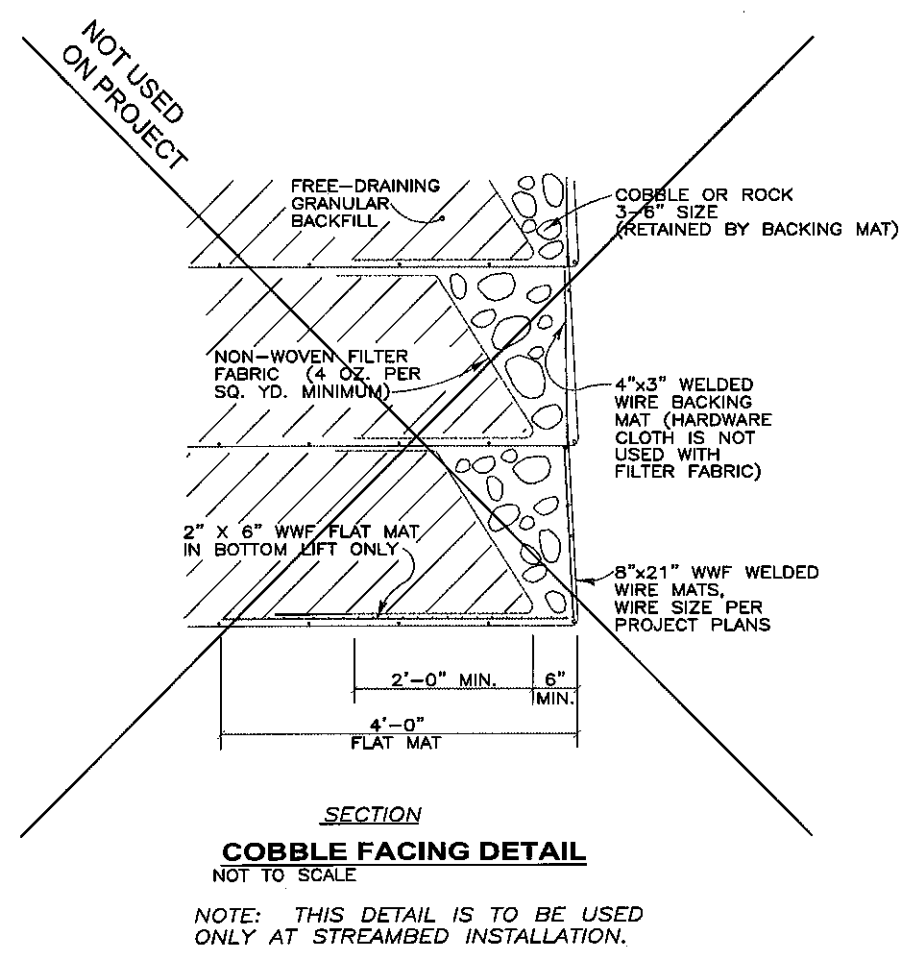 NOT USED
ON PROJECT
FREE-DRAINING
GRANULAR
BACKFILL
COBBLE OR ROCK
3-6" SIZE
(RETAINED BY BACKING MAT)
NON-WOVEN FILTER
FABRIC (4 OZ. PER
SQ. YD. MINIMUM)
4"x3" WELDED
WIRE BACKING
MAT (HARDWARE
CLOTH IS NOT
USED WITH
FILTER FABRIC)
2" X 6" WWF FLAT MAT
IN BOTTOM LIFT ONLY
8"x21" WWF WELDED
WIRE MATS,
WIRE SIZE PER
PROJECT PLANS
2'-0" MIN.
6"
MIN.
4'-0"
FLAT MAT
SECTION
COBBLE FACING DETAIL
NOT TO SCALE
NOTE: THIS DETAIL IS TO BE USED
ONLY AT STREAMBED INSTALLATION.